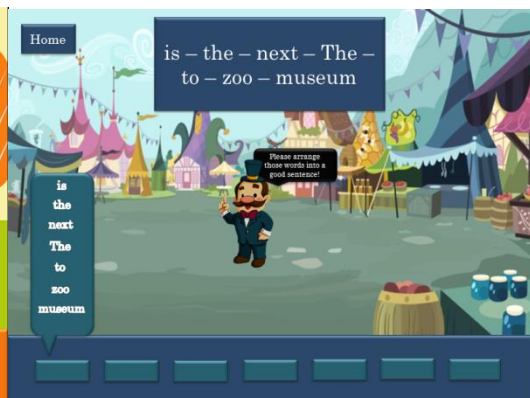 Home
is – the – next – The –
to – zoo – museum
Please arrange
those words into a
good sentence!
is
the
next
The
to
zoo
museum